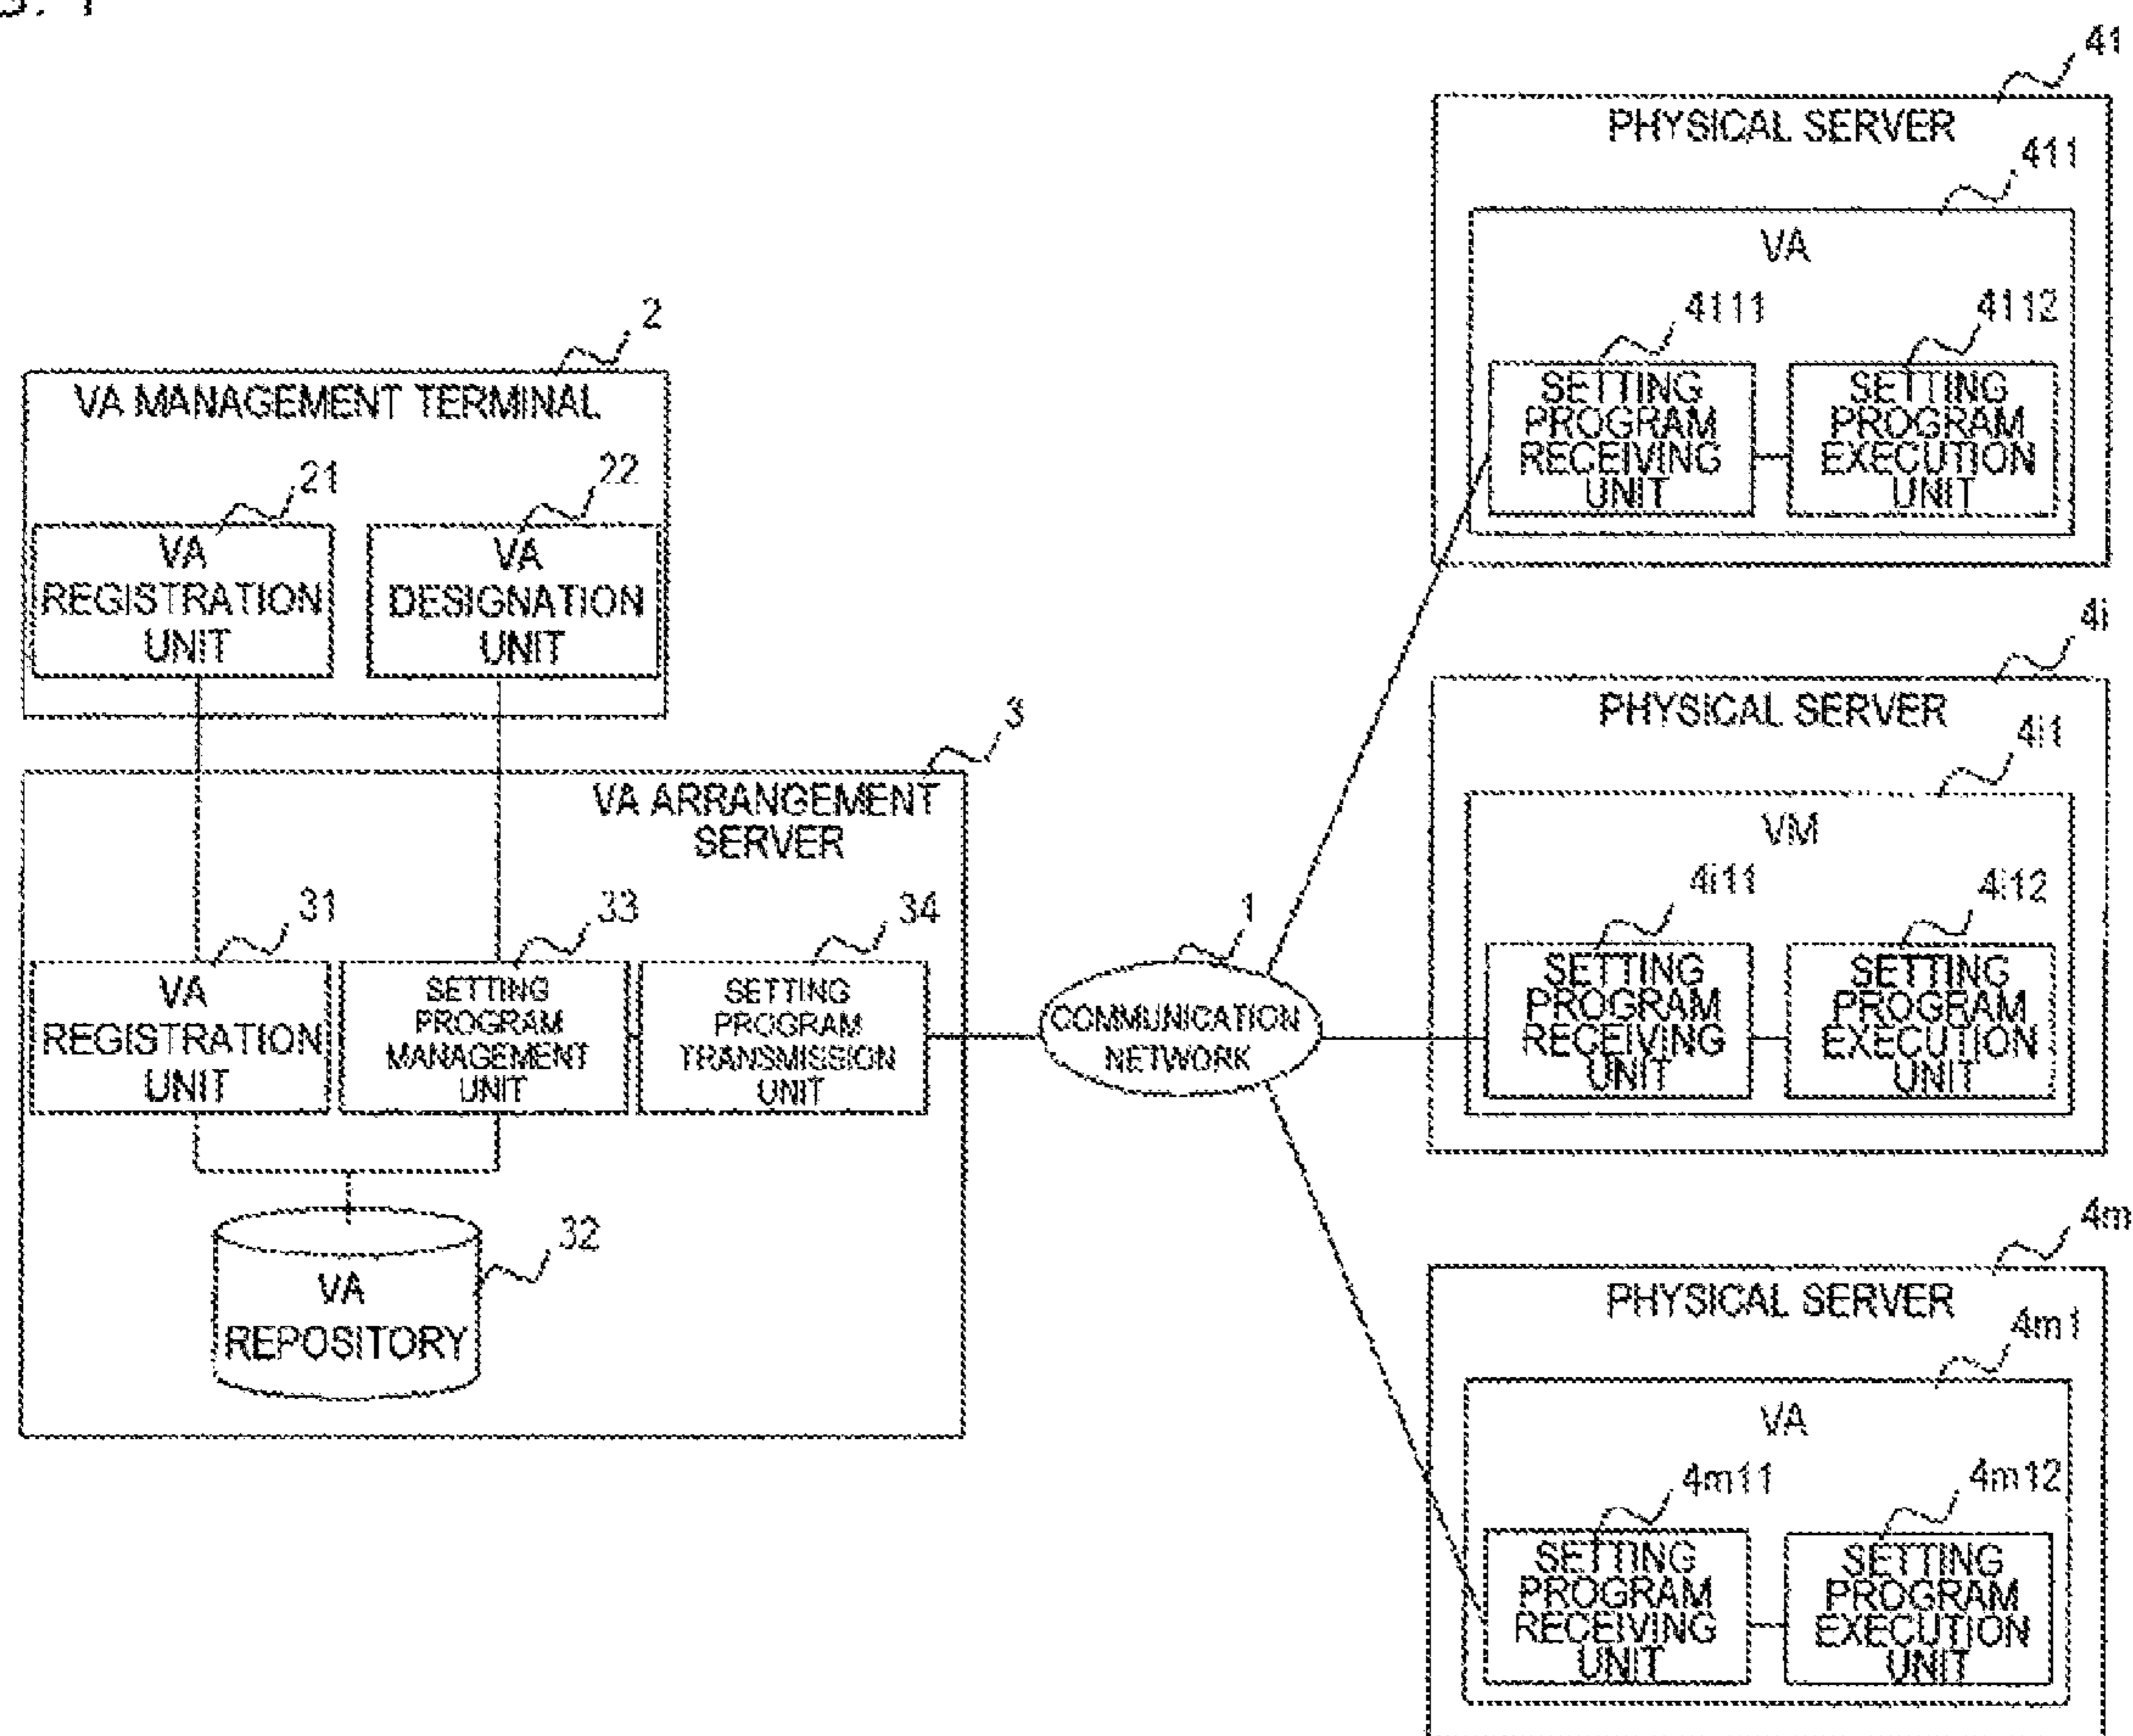 2
VA MANAGEMENT TERMINAL
21
22
VA
REGISTRATION
UNIT
VA
DESIGNATION
UNIT
3
VA ARRANGEMENT
SERVER
31
33
34
VA
REGISTRATION
UNIT
SETTING
PROGRAM
MANAGEMENT
UNIT
SETTING
PROGRAM
TRANSMISSION
UNIT
32
VA
REPOSITORY
1
COMMUNICATION
NETWORK
41
PHYSICAL SERVER
411
VA
4111
4112
SETTING
PROGRAM
RECEIVING
UNIT
SETTING
PROGRAM
EXECUTION
UNIT
4i
PHYSICAL SERVER
4i1
VM
4i11
4i12
SETTING
PROGRAM
RECEIVING
UNIT
SETTING
PROGRAM
EXECUTION
UNIT
4m
PHYSICAL SERVER
4m1
VA
4m11
4m12
SETTING
PROGRAM
RECEIVING
UNIT
SETTING
PROGRAM
EXECUTION
UNIT